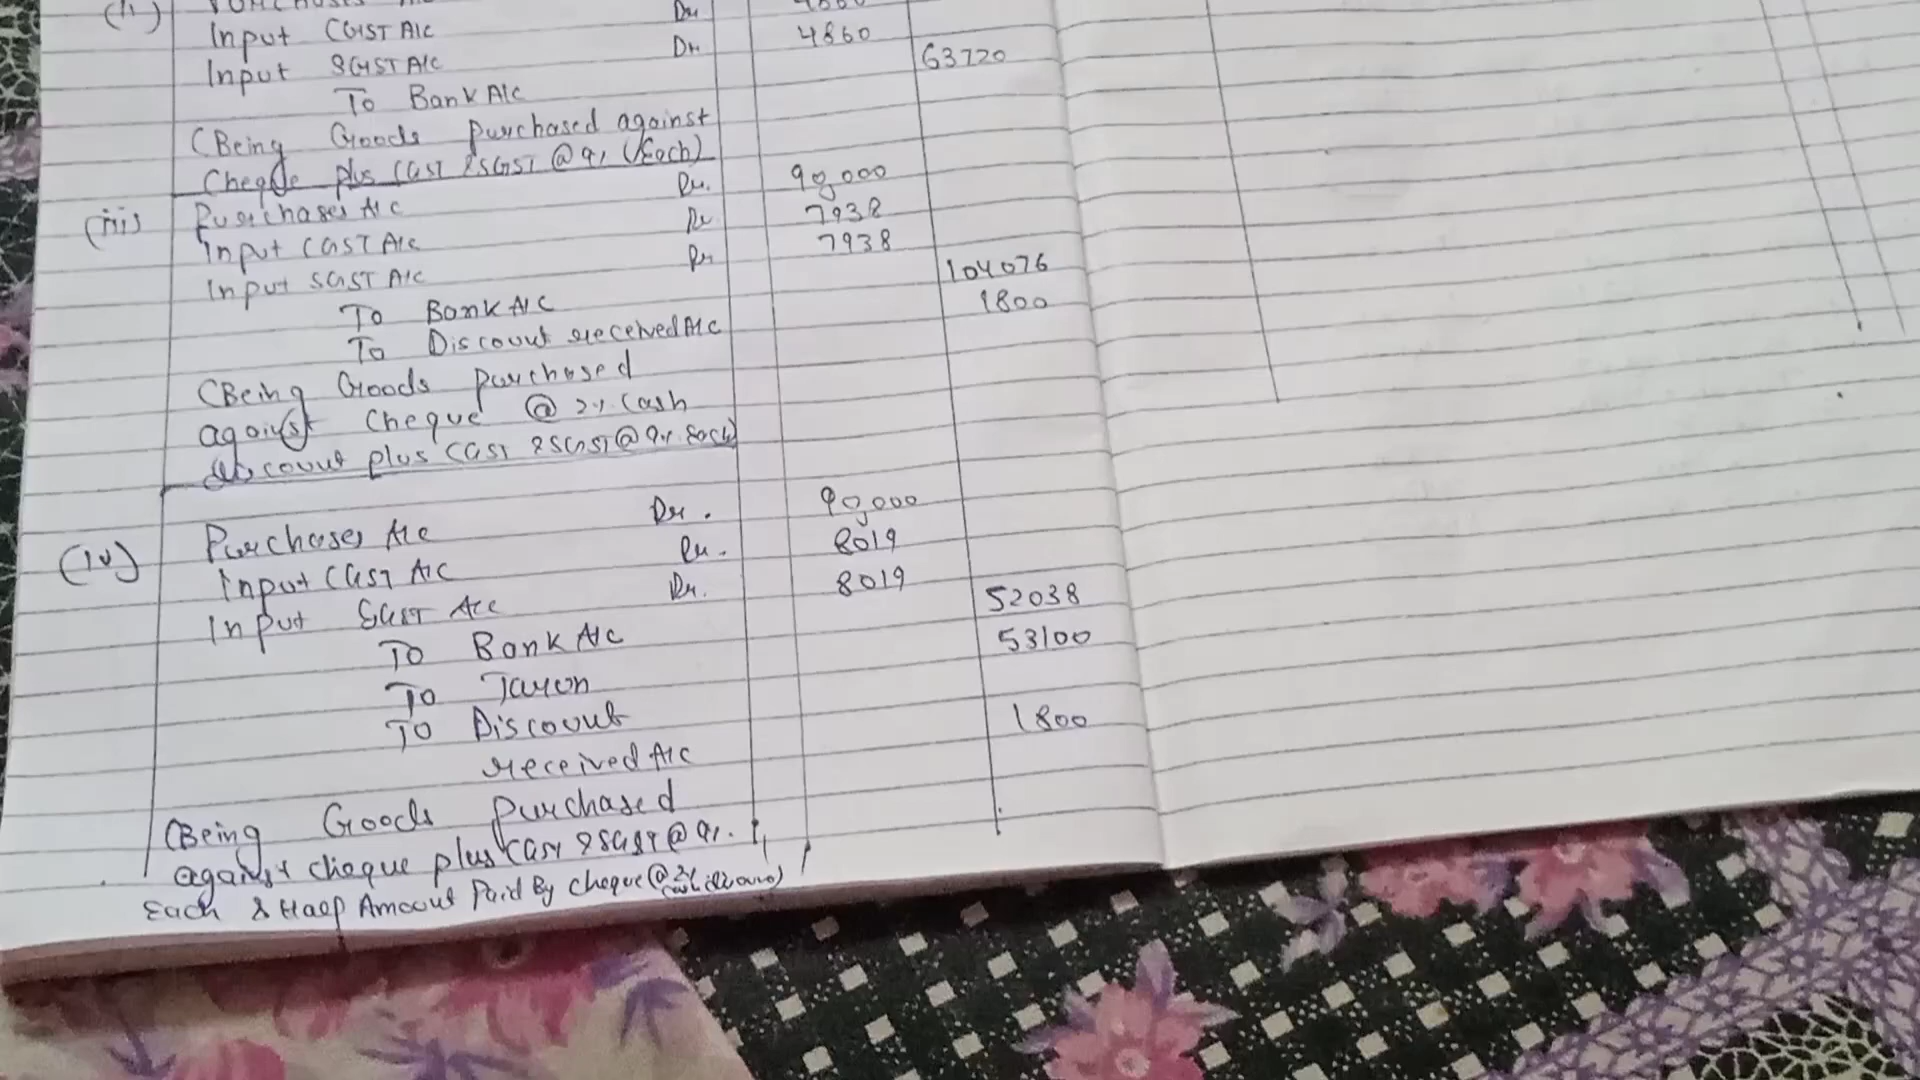 (ii) Purchases A/c
Input CGST A/C Dr 4860
Input SGST A/C Dr. 4860
To Bank A/C 63720
(Being Goods purchased against
Cheque plus CGST & SGST @ 9% (Each)
(iii) Purchases A/c Dr. 90,000
Input CGST A/c Dr 7938
Input SGST A/C Dr 7938
To Bank A/C 104076
To Discount received A/c 1800
(Being Goods purchased
against Cheque @ 2% Cash
discount plus CGST & SGST @ 9% Each)
(iv) Purchases A/c Dr. 90,000
Input CGST A/C Dr. 8019
Input SGST A/c Dr. 8019
To Bank A/C 52038
To Tarun 53100
To Discount
received A/C 1800
(Being Goods purchased
against cheque plus CGST & SGST @ 9%
Each & Half Amount Paid By Cheque @ 2%